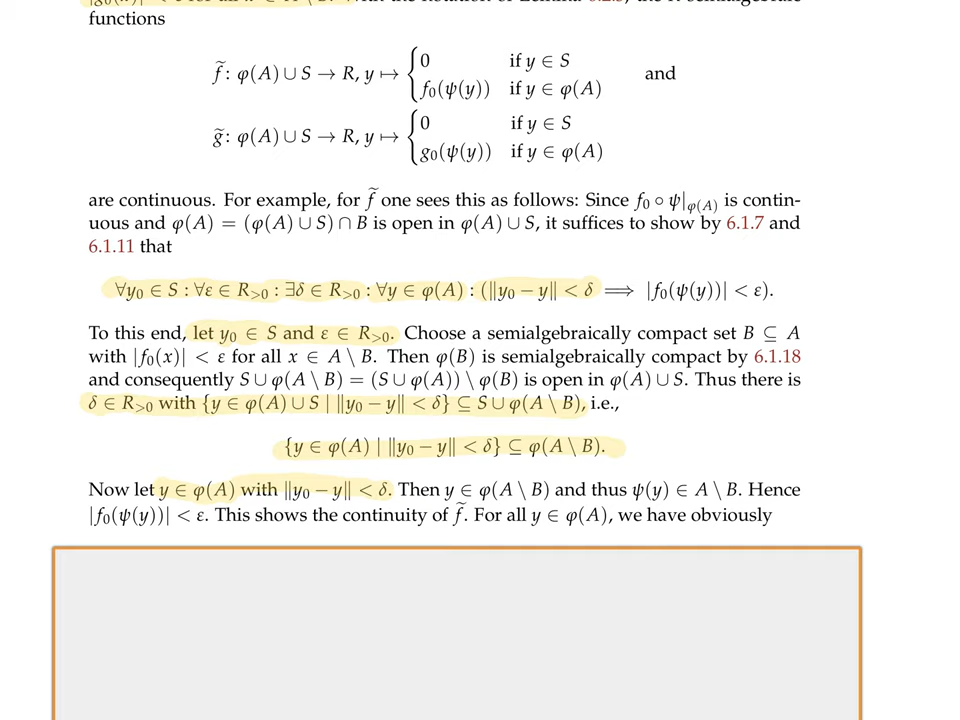 functions
f̃ : φ(A) ∪ S → R, y ↦ { 0 if y ∈ S
f₀(ψ(y)) if y ∈ φ(A) and
g̃ : φ(A) ∪ S → R, y ↦ { 0 if y ∈ S
g₀(ψ(y)) if y ∈ φ(A)
are continuous. For example, for f̃ one sees this as follows: Since f₀ ∘ ψ|_φ(A) is contin-
uous and φ(A) = (φ(A) ∪ S) ∩ B is open in φ(A) ∪ S, it suffices to show by 6.1.7 and
6.1.11 that
∀y₀ ∈ S : ∀ε ∈ R_>0 : ∃δ ∈ R_>0 : ∀y ∈ φ(A) : (‖y₀ − y‖ < δ ⟹ |f₀(ψ(y))| < ε).
To this end, let y₀ ∈ S and ε ∈ R_>0. Choose a semialgebraically compact set B ⊆ A
with |f₀(x)| < ε for all x ∈ A \ B. Then φ(B) is semialgebraically compact by 6.1.18
and consequently S ∪ φ(A \ B) = (S ∪ φ(A)) \ φ(B) is open in φ(A) ∪ S. Thus there is
δ ∈ R_>0 with {y ∈ φ(A) ∪ S | ‖y₀ − y‖ < δ} ⊆ S ∪ φ(A \ B), i.e.,
{y ∈ φ(A) | ‖y₀ − y‖ < δ} ⊆ φ(A \ B).
Now let y ∈ φ(A) with ‖y₀ − y‖ < δ. Then y ∈ φ(A \ B) and thus ψ(y) ∈ A \ B. Hence
|f₀(ψ(y))| < ε. This shows the continuity of f̃. For all y ∈ φ(A), we have obviously